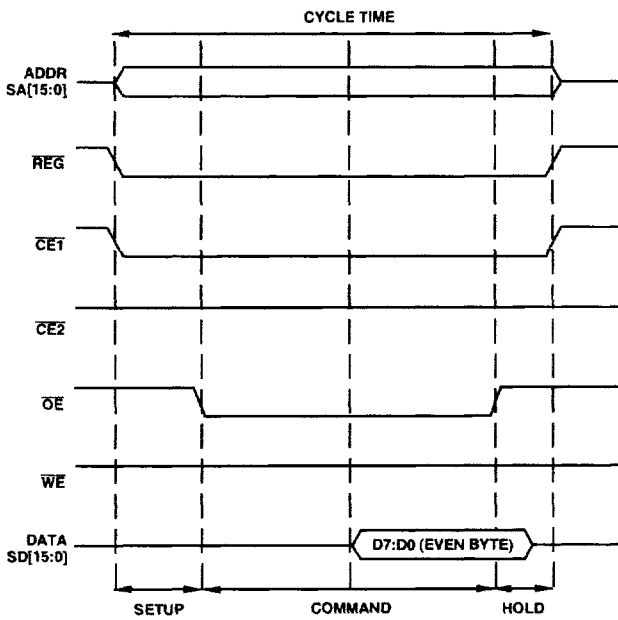 CYCLE TIME
ADDR
SA[15:0]
REG
CE1
CE2
OE
WE
DATA
SD[15:0]
D7:D0 (EVEN BYTE)
SETUP
COMMAND
HOLD